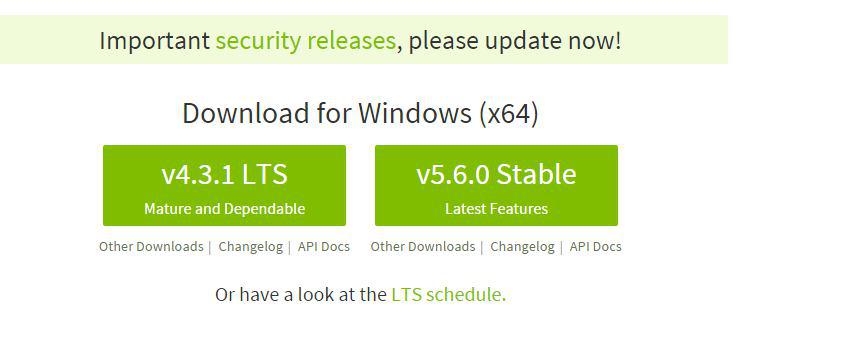 Important security releases, please update now!
Download for Windows (x64)
v4.3.1 LTS
Mature and Dependable
v5.6.0 Stable
Latest Features
Other Downloads | Changelog | API Docs
Other Downloads | Changelog | API Docs
Or have a look at the LTS schedule.